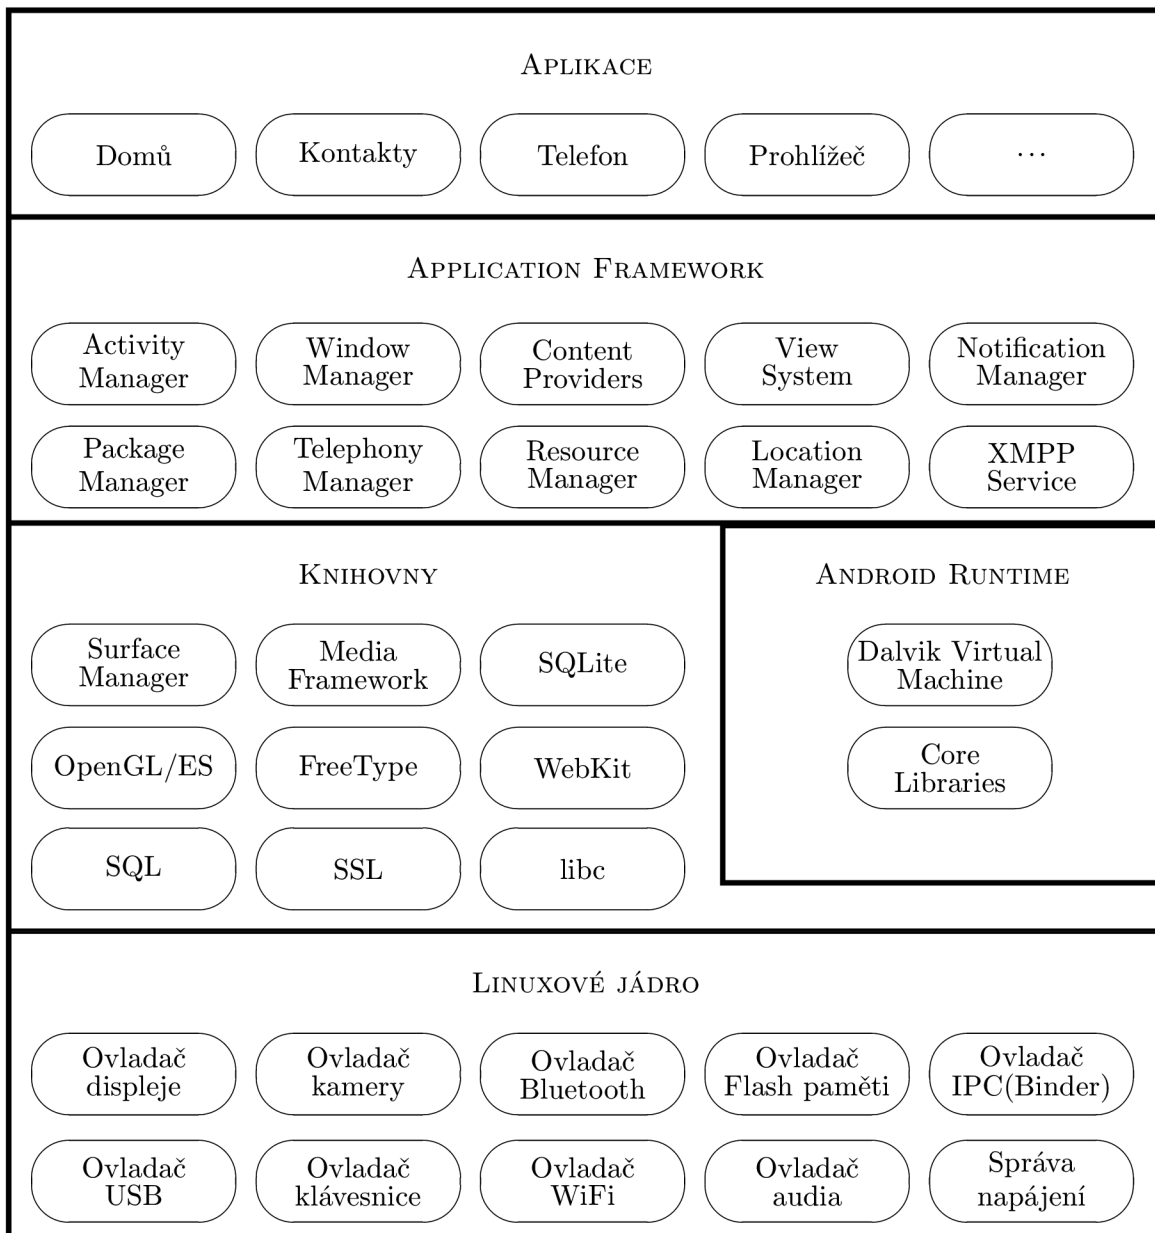 Aplikace
Domů
Kontakty
Telefon
Prohlížeč
...
Application Framework
Activity
Manager
Window
Manager
Content
Providers
View
System
Notification
Manager
Package
Manager
Telephony
Manager
Resource
Manager
Location
Manager
XMPP
Service
Knihovny
Surface
Manager
Media
Framework
SQLite
OpenGL/ES
FreeType
WebKit
SQL
SSL
libc
Android Runtime
Dalvik Virtual
Machine
Core
Libraries
Linuxové jádro
Ovladač
displeje
Ovladač
kamery
Ovladač
Bluetooth
Ovladač
Flash paměti
Ovladač
IPC(Binder)
Ovladač
USB
Ovladač
klávesnice
Ovladač
WiFi
Ovladač
audia
Správa
napájení